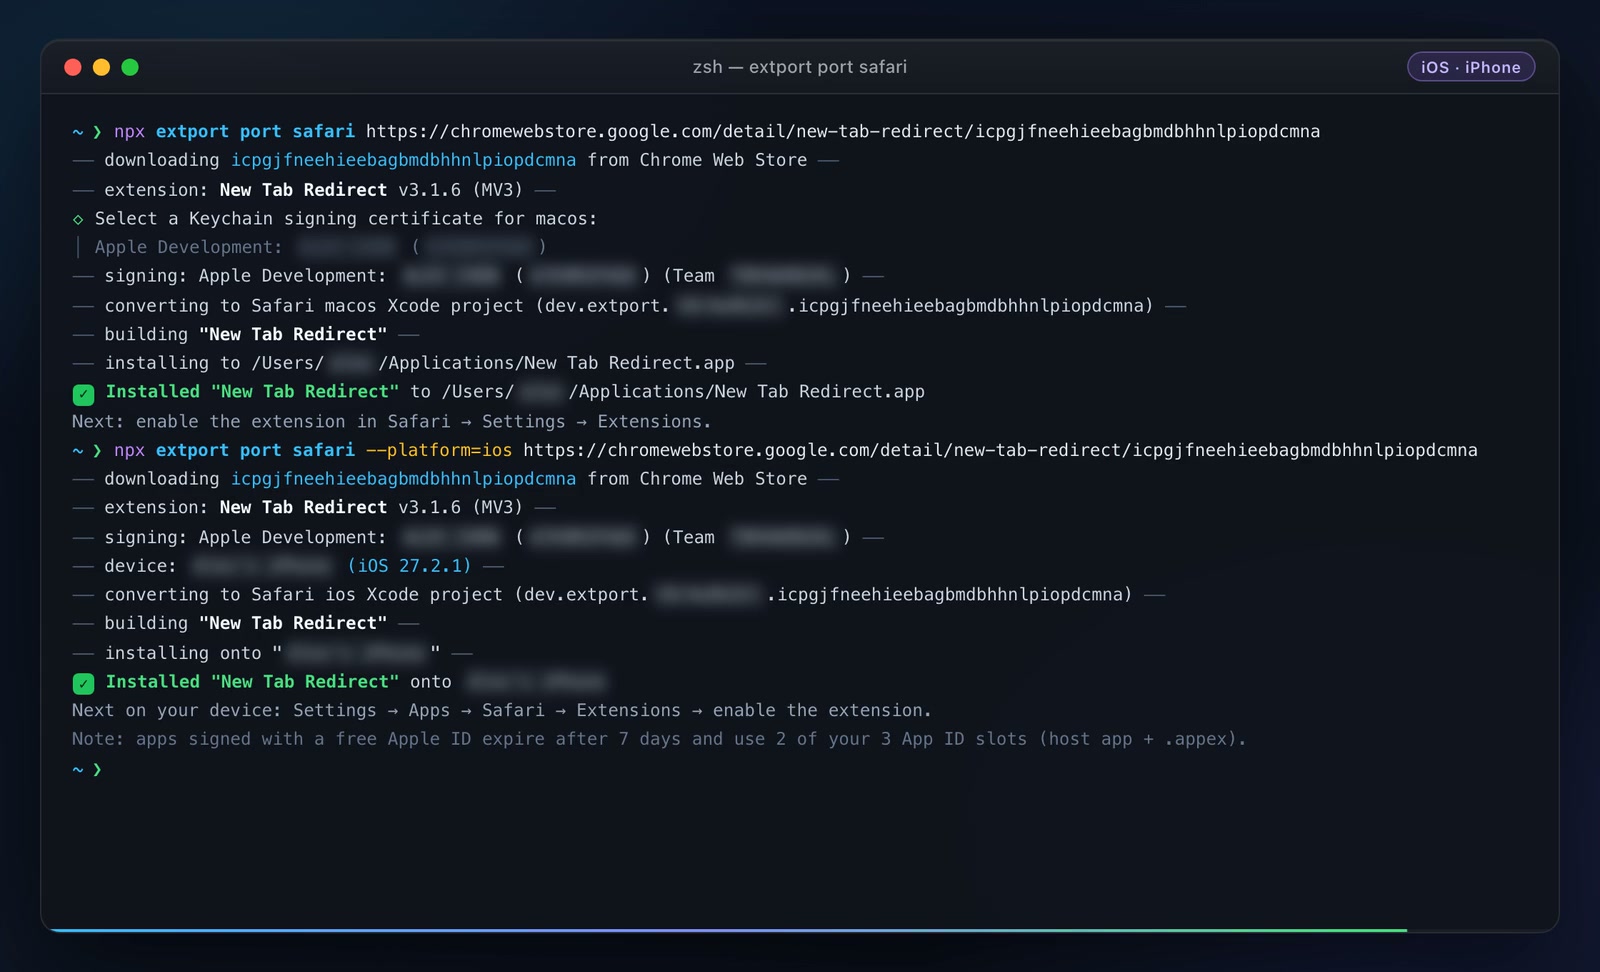 zsh — extport port safari
iOS · iPhone
~ ❯ npx extport port safari https://chromewebstore.google.com/detail/new-tab-redirect/icpgjfneehieebagbmdbhhnlpiopdcmna
— downloading icpgjfneehieebagbmdbhhnlpiopdcmna from Chrome Web Store —
— extension: New Tab Redirect v3.1.6 (MV3) —
◇ Select a Keychain signing certificate for macos:
│ Apple Development: ( )
— signing: Apple Development: ( ) (Team ) —
— converting to Safari macos Xcode project (dev.extport. .icpgjfneehieebagbmdbhhnlpiopdcmna) —
— building "New Tab Redirect" —
— installing to /Users/ /Applications/New Tab Redirect.app —
✓ Installed "New Tab Redirect" to /Users/ /Applications/New Tab Redirect.app
Next: enable the extension in Safari → Settings → Extensions.
~ ❯ npx extport port safari --platform=ios https://chromewebstore.google.com/detail/new-tab-redirect/icpgjfneehieebagbmdbhhnlpiopdcmna
— downloading icpgjfneehieebagbmdbhhnlpiopdcmna from Chrome Web Store —
— extension: New Tab Redirect v3.1.6 (MV3) —
— signing: Apple Development: ( ) (Team ) —
— device: (iOS 27.2.1) —
— converting to Safari ios Xcode project (dev.extport. .icpgjfneehieebagbmdbhhnlpiopdcmna) —
— building "New Tab Redirect" —
— installing onto " " —
✓ Installed "New Tab Redirect" onto
Next on your device: Settings → Apps → Safari → Extensions → enable the extension.
Note: apps signed with a free Apple ID expire after 7 days and use 2 of your 3 App ID slots (host app + .appex).
~ ❯